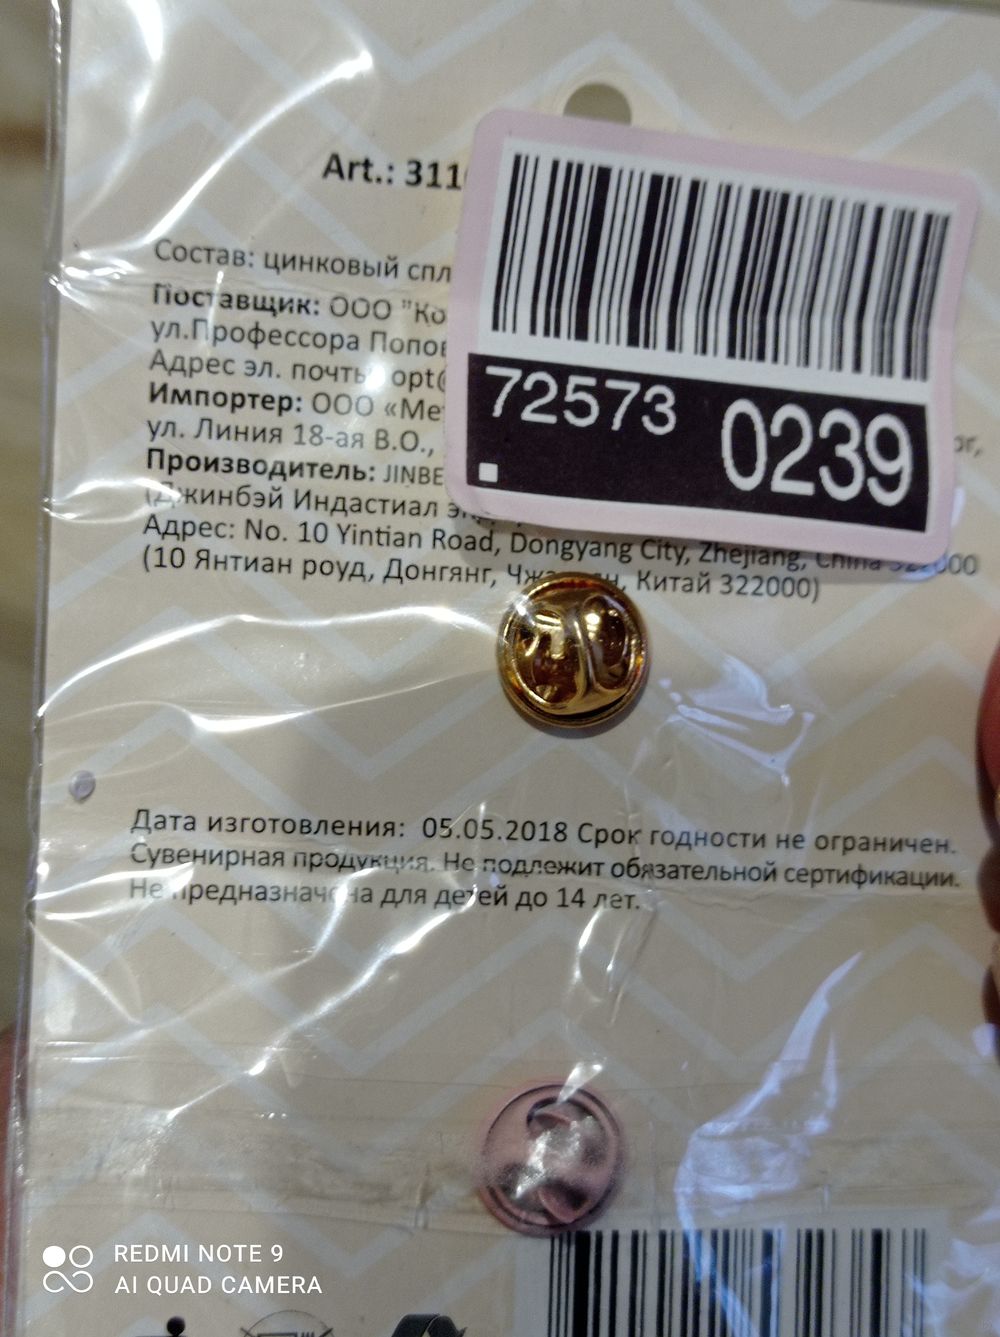 Art.: 311
Состав: цинковый спл
Поставщик: ООО "Ко
ул.Профессора Попов
Адрес эл. почты: opt@
Импортер: ООО «Ме
ул. Линия 18-ая В.О.,
Производитель: JINBE
(Джинбэй Индастиал
Адрес: No. 10 Yintian Road, Dongyang City, Zhejiang, China 322000
(10 Янтиан роуд, Донгянг, Китай 322000)
72573 0239
Дата изготовления: 05.05.2018 Срок годности не ограничен.
Сувенирная продукция. Не подлежит обязательной сертификации.
Не предназначена для детей до 14 лет.
REDMI NOTE 9
AI QUAD CAMERA